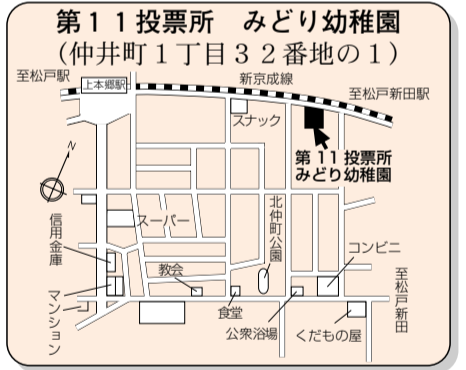 第１１投票所　みどり幼稚園
(仲井町１丁目３２番地の１)
至松戸駅
上本郷駅
新京成線
至松戸新田駅
スナック
第11投票所
みどり幼稚園
N
信用金庫
スーパー
北仲町公園
コンビニ
教会
至松戸新田
マンション
食堂
公衆浴場
くだもの屋